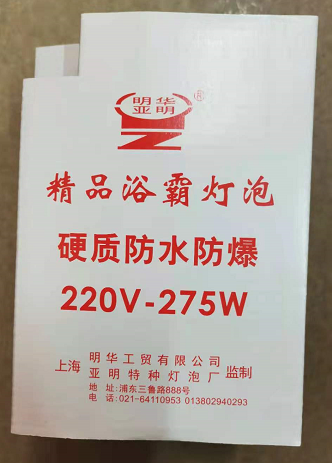 明华
亚明
®
精品浴霸灯泡
硬质防水防爆
220V-275W
上海 明华工贸有限公司 监制
亚明特种灯泡厂
地址:浦东三鲁路888号
电话:021-64110953 013802940293